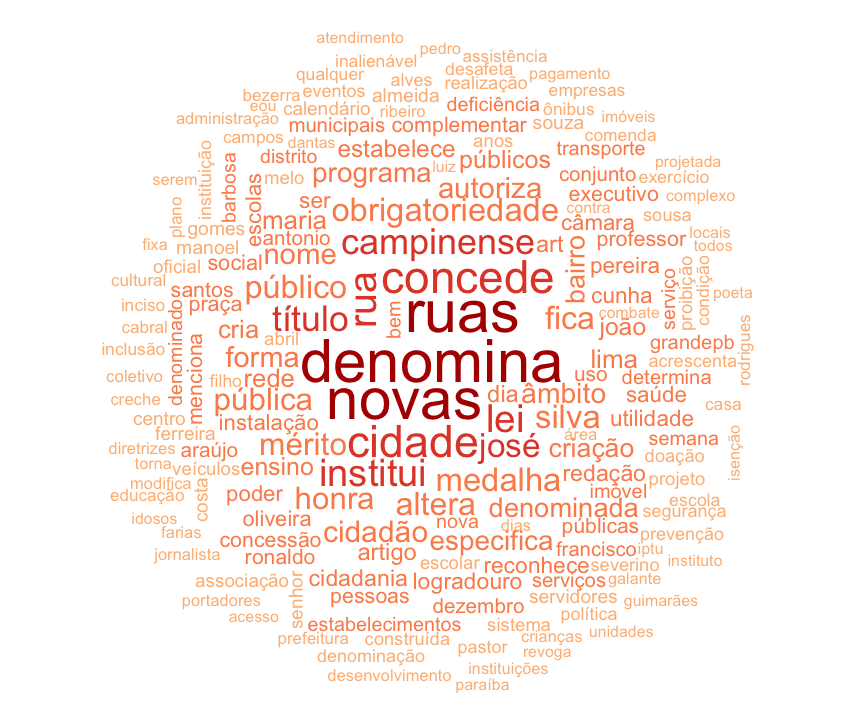 atendimento
pedro
inalienável
assistência
desafeta
qualquer
alves
realização
pagamento
bezerra
eventos
almeida
empresas
eou
calendário
ribeiro
deficiência
ônibus
imóveis
administração
municipais
complementar
souza
comenda
campos
dantas
estabelece
anos
transporte
distrito
luiz
públicos
projetada
instituição
barbosa
escolas
melo
programa
conjunto
exercício
serem
ser
autoriza
executivo
complexo
plano
gomes
maria
obrigatoriedade
contra
câmara
sousa
locais
fixa
manoel
antonio
campinense
art
professor
todos
oficial
social
nome
bairro
pereira
cultural
santos
público
rua
concede
cunha
serviço
proibição
condição
poeta
inciso
praça
bem
ruas
fica
combate
joão
cabral
denominado
cria
título
abril
grandepb
rodrigues
inclusão
menciona
forma
denomina
lima
acrescenta
coletivo
filho
rede
uso
determina
creche
pública
novas
dia
âmbito
saúde
casa
centro
instalação
lei
silva
utilidade
ferreira
área
semana
isenção
diretrizes
araújo
mérito
cidade
josé
criação
doação
torna
veículos
ensino
institui
medalha
redação
projeto
modifica
educação
costa
poder
honra
altera
denominada
imóvel
escola
segurança
idosos
oliveira
nova
dias
públicas
farias
concessão
cidadão
especifica
prevenção
jornalista
ronaldo
artigo
francisco
iptu
escolar
reconhece
severino
instituto
associação
senhor
cidadania
logradouro
serviços
galante
portadores
pessoas
servidores
guimarães
acesso
dezembro
política
estabelecimentos
sistema
prefeitura
construída
crianças
unidades
pastor
revoga
denominação
instituições
desenvolvimento
paraíba